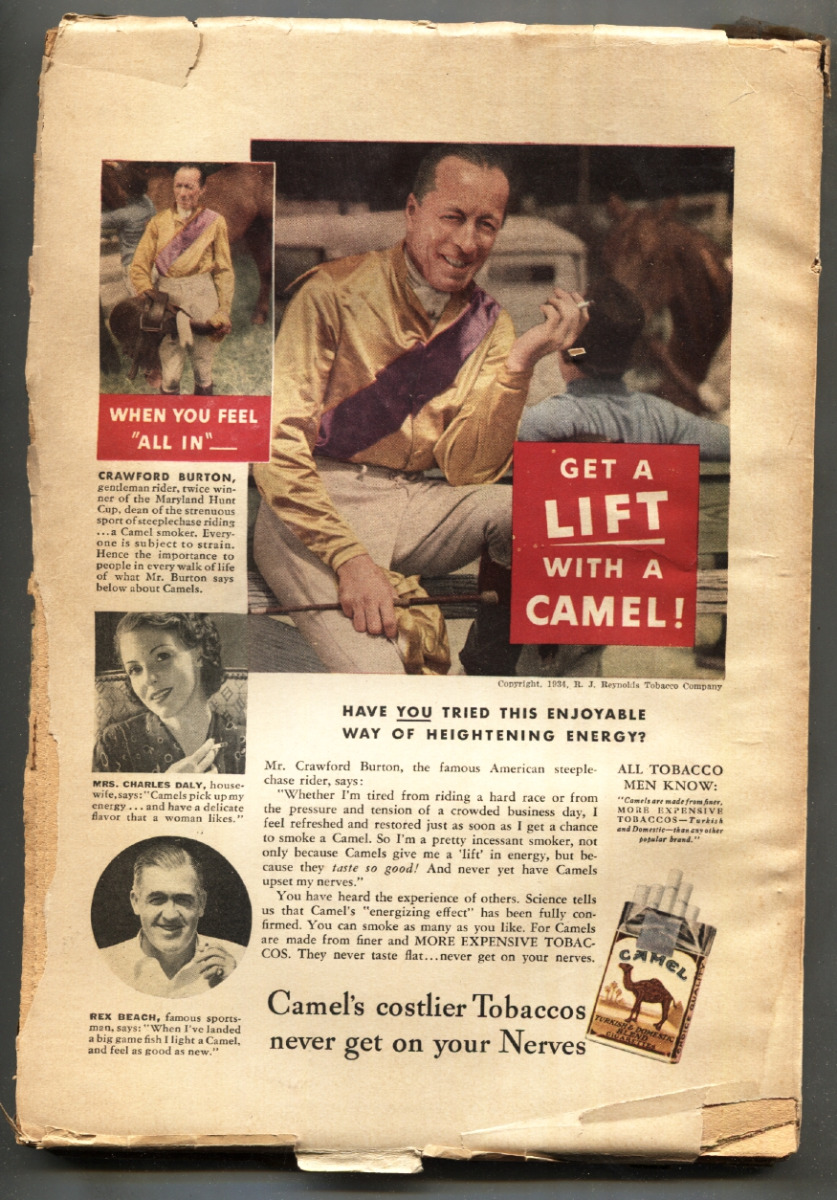 WHEN YOU FEEL
"ALL IN"
CRAWFORD BURTON,
gentleman rider, twice win-
ner of the Maryland Hunt
Cup, dean of the strenuous
sport of steeplechase riding
...a Camel smoker. Every-
one is subject to strain.
Hence the importance to
people in every walk of life
of what Mr. Burton says
below about Camels.
GET A
LIFT
WITH A
CAMEL!
Copyright, 1934, R. J. Reynolds Tobacco Company
MRS. CHARLES DALY, house-
wife, says: "Camels pick up my
energy... and have a delicate
flavor that a woman likes."
REX BEACH, famous sports-
man, says: "When I've landed
a big game fish I light a Camel,
and feel as good as new."
HAVE YOU TRIED THIS ENJOYABLE
WAY OF HEIGHTENING ENERGY?
Mr. Crawford Burton, the famous American steeple-
chase rider, says:
"Whether I'm tired from riding a hard race or from
the pressure and tension of a crowded business day, I
feel refreshed and restored just as soon as I get a chance
to smoke a Camel. So I'm a pretty incessant smoker, not
only because Camels give me a 'lift' in energy, but be-
cause they taste so good! And never yet have Camels
upset my nerves."
You have heard the experience of others. Science tells
us that Camel's "energizing effect" has been fully con-
firmed. You can smoke as many as you like. For Camels
are made from finer and MORE EXPENSIVE TOBAC-
COS. They never taste flat...never get on your nerves.
ALL TOBACCO
MEN KNOW:
"Camels are made from finer,
MORE EXPENSIVE
TOBACCOS—Turkish
and Domestic—than any other
popular brand."
Camel's costlier Tobaccos
never get on your Nerves
CAMEL
TURKISH & DOMESTIC
BLEND
CIGARETTES